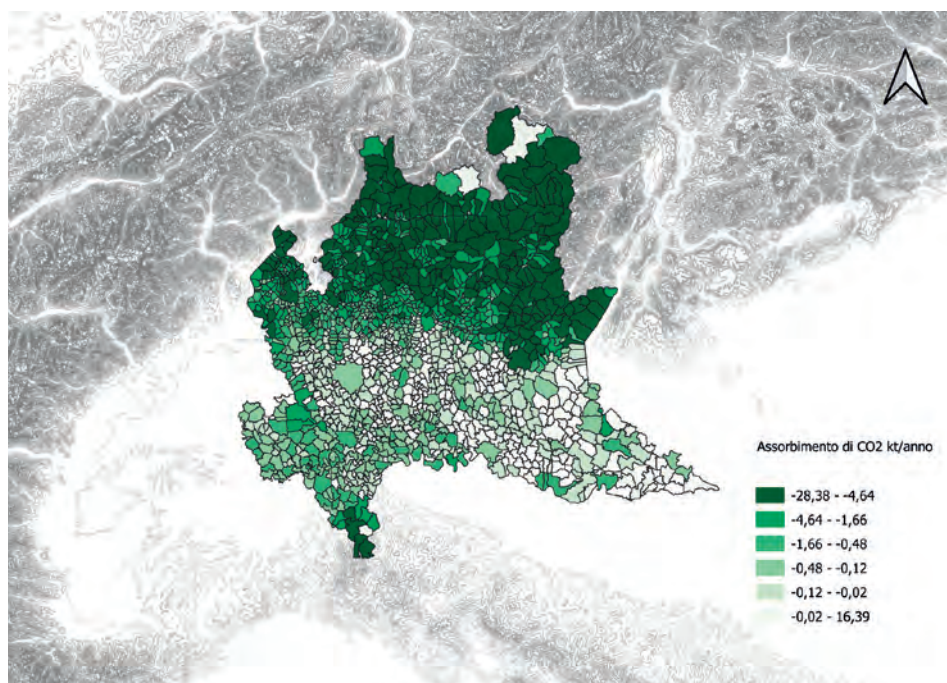 Assorbimento di CO2 kt/anno
-28,38 - -4,64
-4,64 - -1,66
-1,66 - -0,48
-0,48 - -0,12
-0,12 - -0,02
-0,02 - 16,39